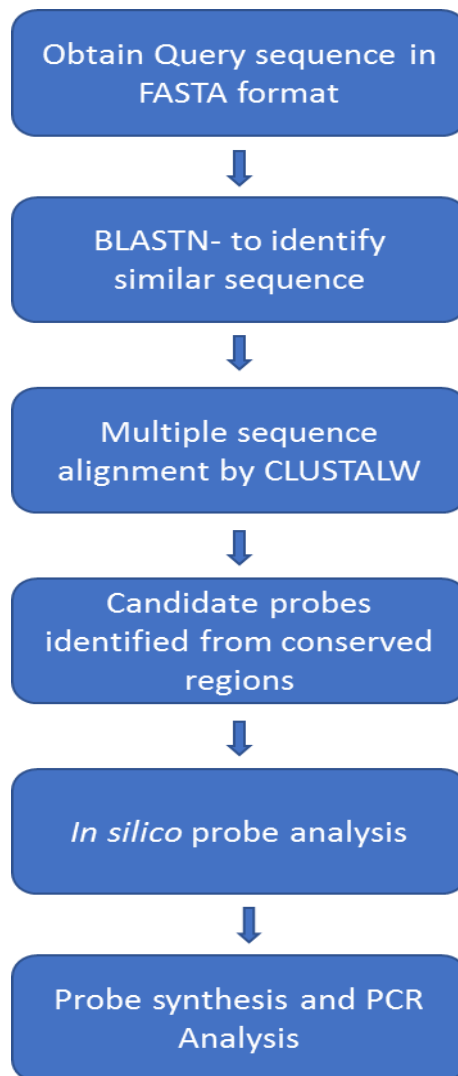 Obtain Query sequence in
FASTA format
BLASTN- to identify
similar sequence
Multiple sequence
alignment by CLUSTALW
Candidate probes
identified from conserved
regions
In silico probe analysis
Probe synthesis and PCR
Analysis